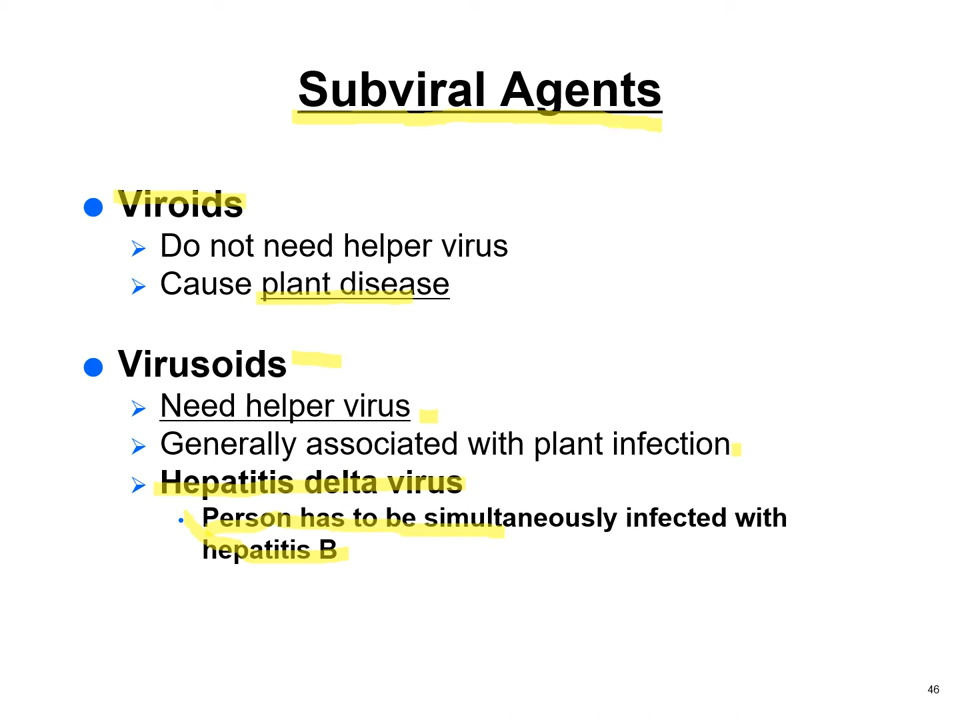 Subviral Agents
Viroids
Do not need helper virus
Cause plant disease
Virusoids
Need helper virus
Generally associated with plant infection
Hepatitis delta virus
Person has to be simultaneously infected with
hepatitis B
46